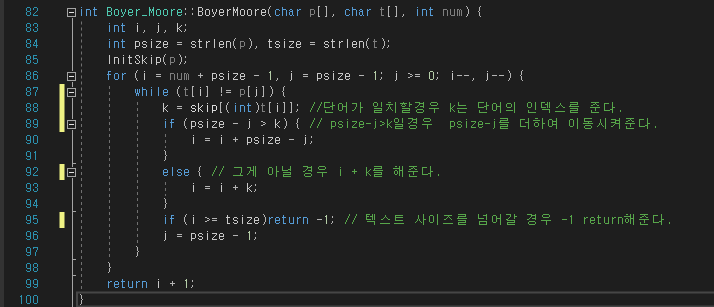 82 int Boyer_Moore::BoyerMoore(char p[], char t[], int num) {
83 int i, j, k;
84 int psize = strlen(p), tsize = strlen(t);
85 InitSkip(p);
86 for (i = num + psize - 1, j = psize - 1; j >= 0; i--, j--) {
87 while (t[i] != p[j]) {
88 k = skip[(int)t[i]]; //단어가 일치할경우 k는 단어의 인덱스를 준다.
89 if (psize - j > k) { // psize-j>k일경우 psize-j를 더하여 이동시켜준다.
90 i = i + psize - j;
91 }
92 else { // 그게 아닐 경우 i + k를 해준다.
93 i = i + k;
94 }
95 if (i >= tsize)return -1; // 텍스트 사이즈를 넘어갈 경우 -1 return해준다.
96 j = psize - 1;
97 }
98 }
99 return i + 1;
100 }